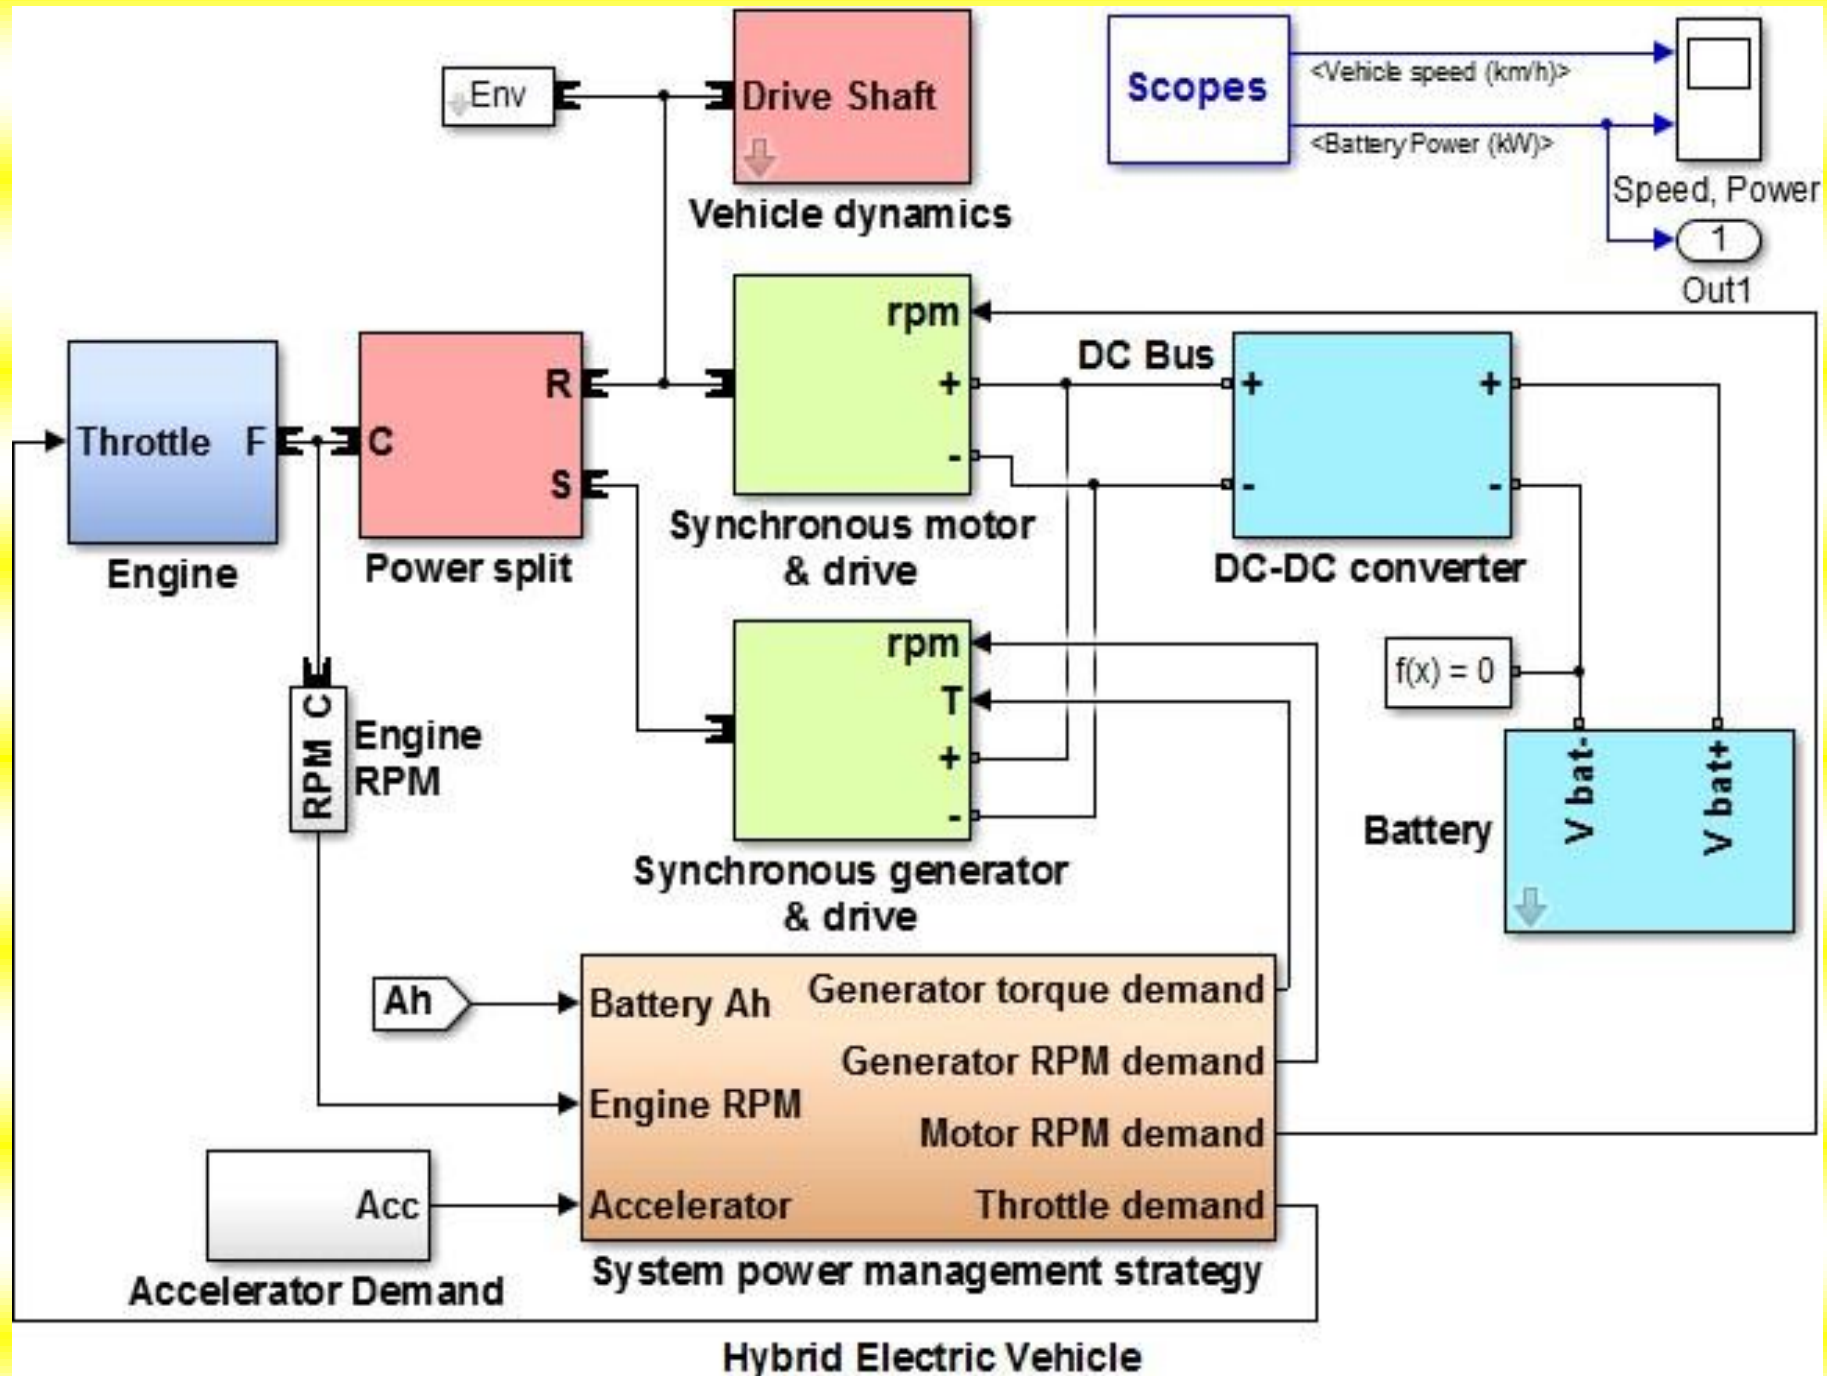 Env
Drive Shaft
Vehicle dynamics
Scopes
<Vehicle speed (km/h)>
<Battery Power (kW)>
Speed, Power
1
Out1
Throttle F
Engine
C
R
S
Power split
rpm
+
-
Synchronous motor
& drive
DC Bus
+ +
- -
DC-DC converter
rpm
T
+
-
Synchronous generator
& drive
RPM C
Engine
RPM
f(x) = 0
V bat-
V bat+
Battery
Ah
Acc
Accelerator Demand
Battery Ah
Engine RPM
Accelerator
Generator torque demand
Generator RPM demand
Motor RPM demand
Throttle demand
System power management strategy
Hybrid Electric Vehicle